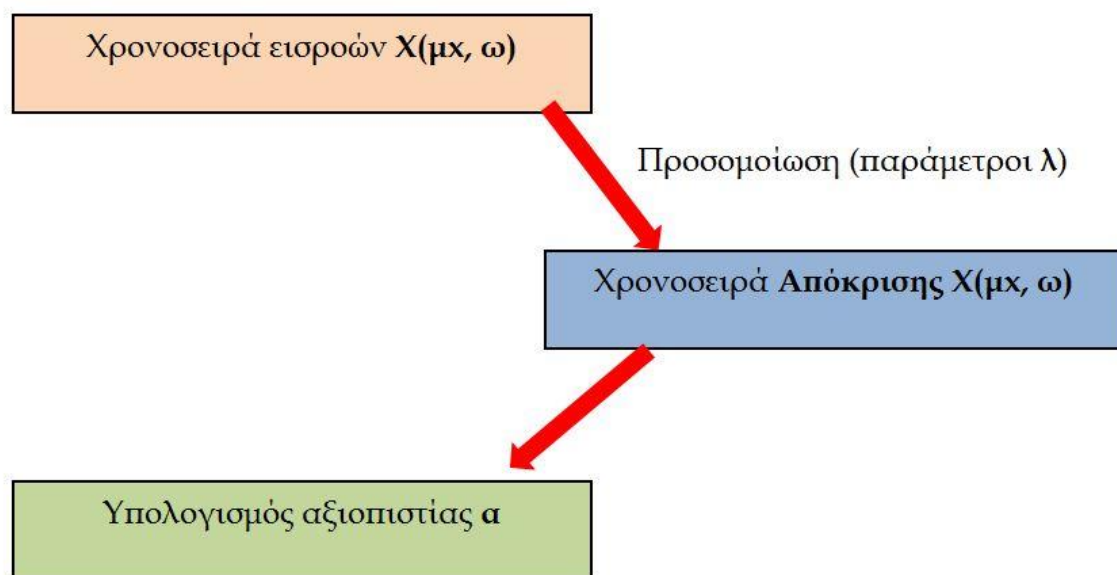 Χρονοσειρά εισροών X(μx, ω)
Προσομοίωση (παράμετροι λ)
Χρονοσειρά Απόκρισης X(μx, ω)
Υπολογισμός αξιοπιστίας α